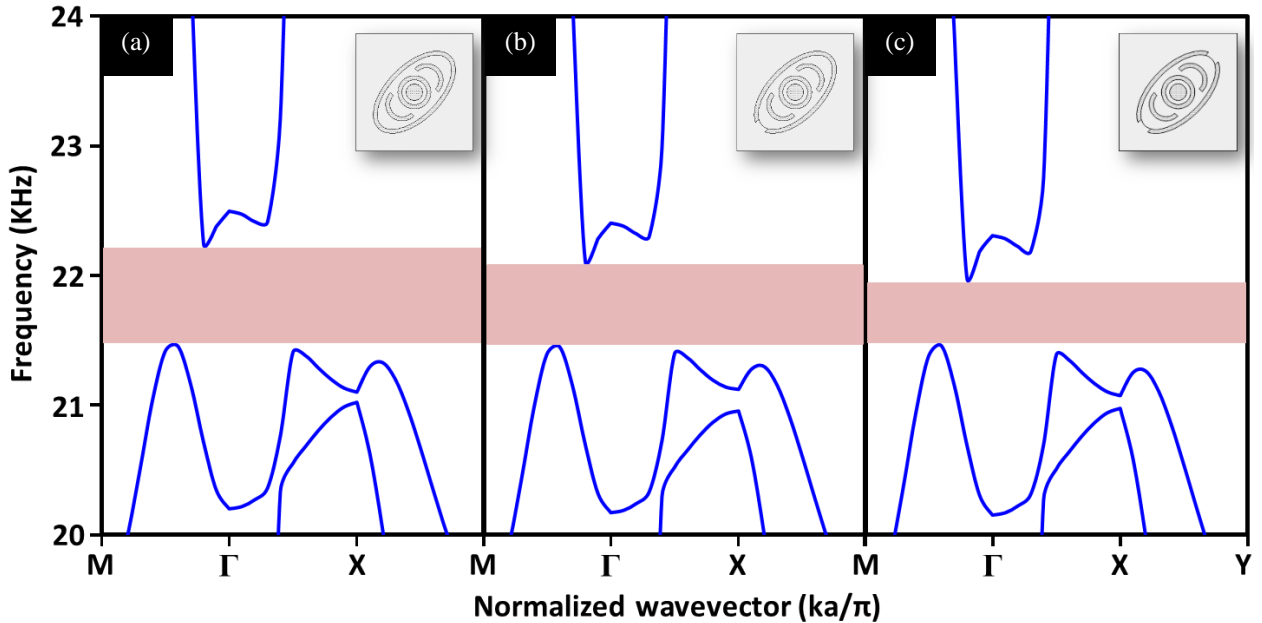 (a) (b) (c)
24
23
22
21
20
Frequency (KHz)
M Γ X M Γ X M Γ X Y
Normalized wavevector (ka/π)